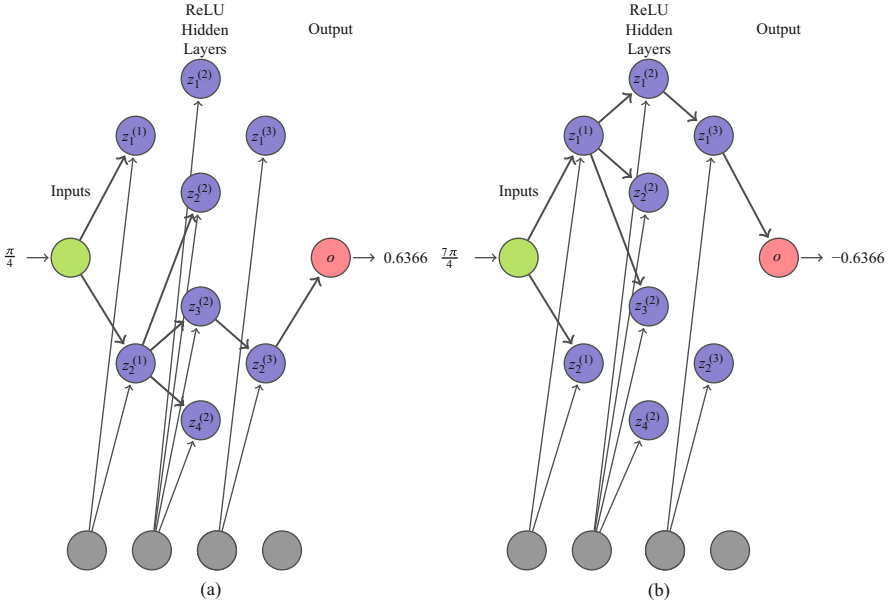 ReLU
Hidden
Layers
Output
z₁⁽²⁾
z₁⁽¹⁾
z₁⁽³⁾
Inputs
z₂⁽²⁾
π/4
o
0.6366
z₃⁽²⁾
z₂⁽¹⁾
z₂⁽³⁾
z₄⁽²⁾
(a)
ReLU
Hidden
Layers
Output
z₁⁽²⁾
z₁⁽¹⁾
z₁⁽³⁾
Inputs
z₂⁽²⁾
7π/4
o
−0.6366
z₃⁽²⁾
z₂⁽¹⁾
z₂⁽³⁾
z₄⁽²⁾
(b)